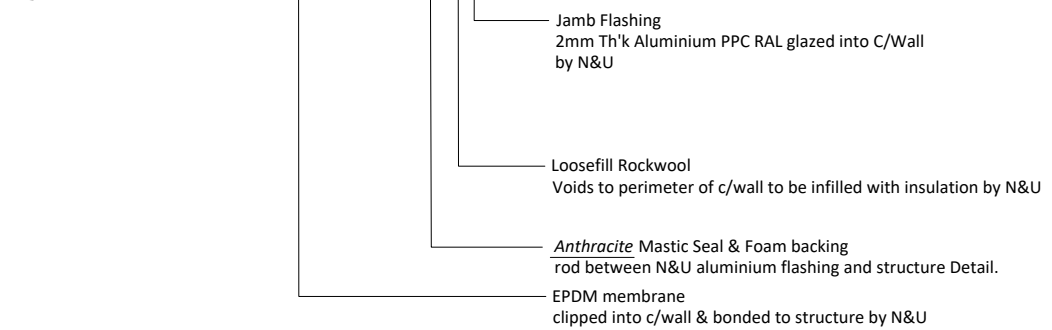 Jamb Flashing
2mm Th'k Aluminium PPC RAL glazed into C/Wall
by N&U
Loosefill Rockwool
Voids to perimeter of c/wall to be infilled with insulation by N&U
Anthracite Mastic Seal & Foam backing
rod between N&U aluminium flashing and structure Detail.
EPDM membrane
clipped into c/wall & bonded to structure by N&U